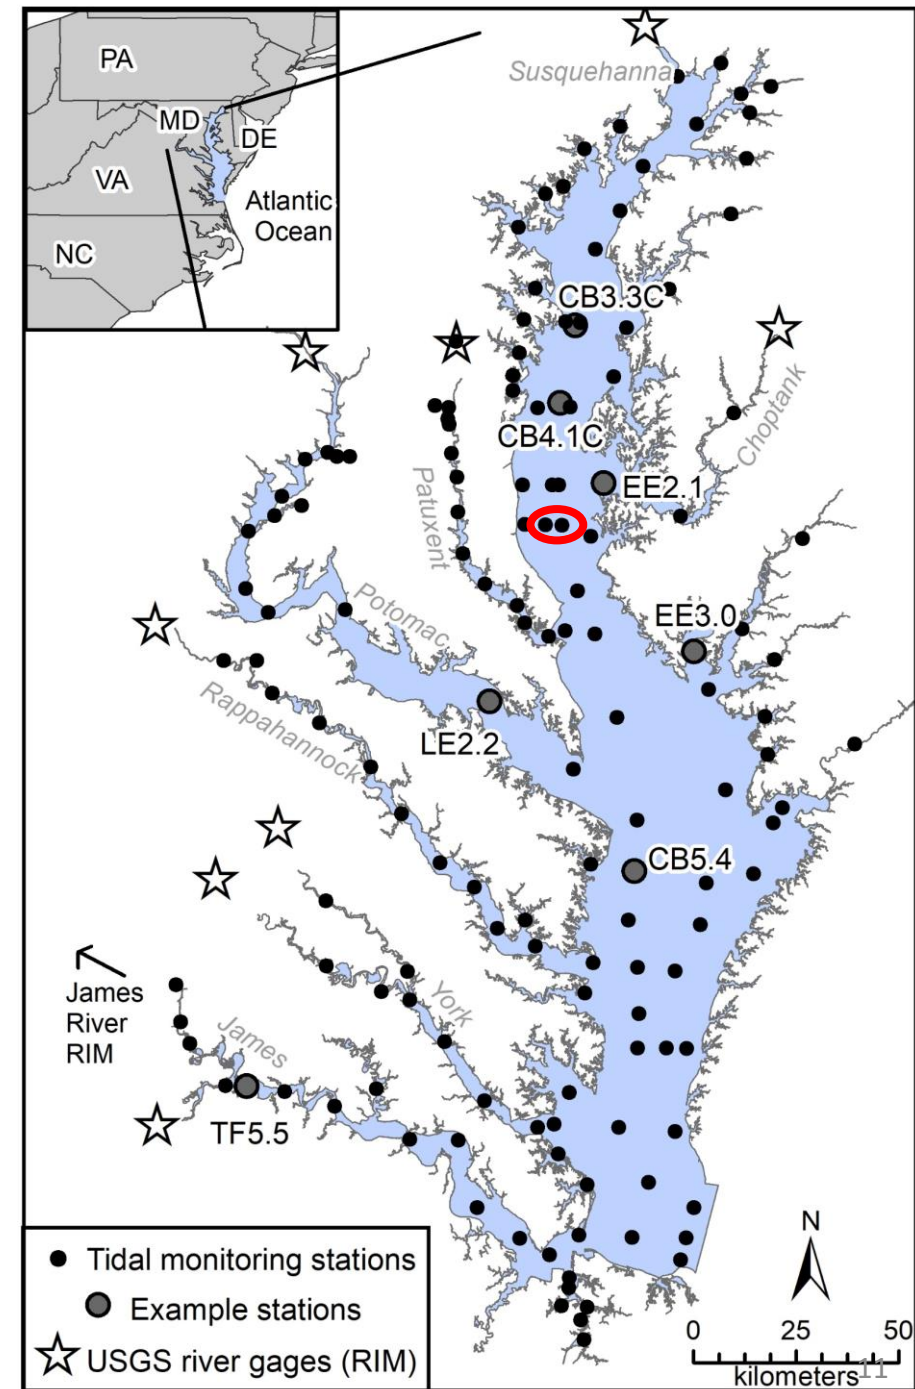 PA
MD
DE
VA
Atlantic
Ocean
NC
Susquehanna
CB3.3C
CB4.1C
Choptank
EE2.1
Patuxent
Potomac
EE3.0
Rappahannock
LE2.2
CB5.4
James
River
RIM
York
James
TF5.5
N
Tidal monitoring stations
Example stations
USGS river gages (RIM)
0 25 50
kilometers
11